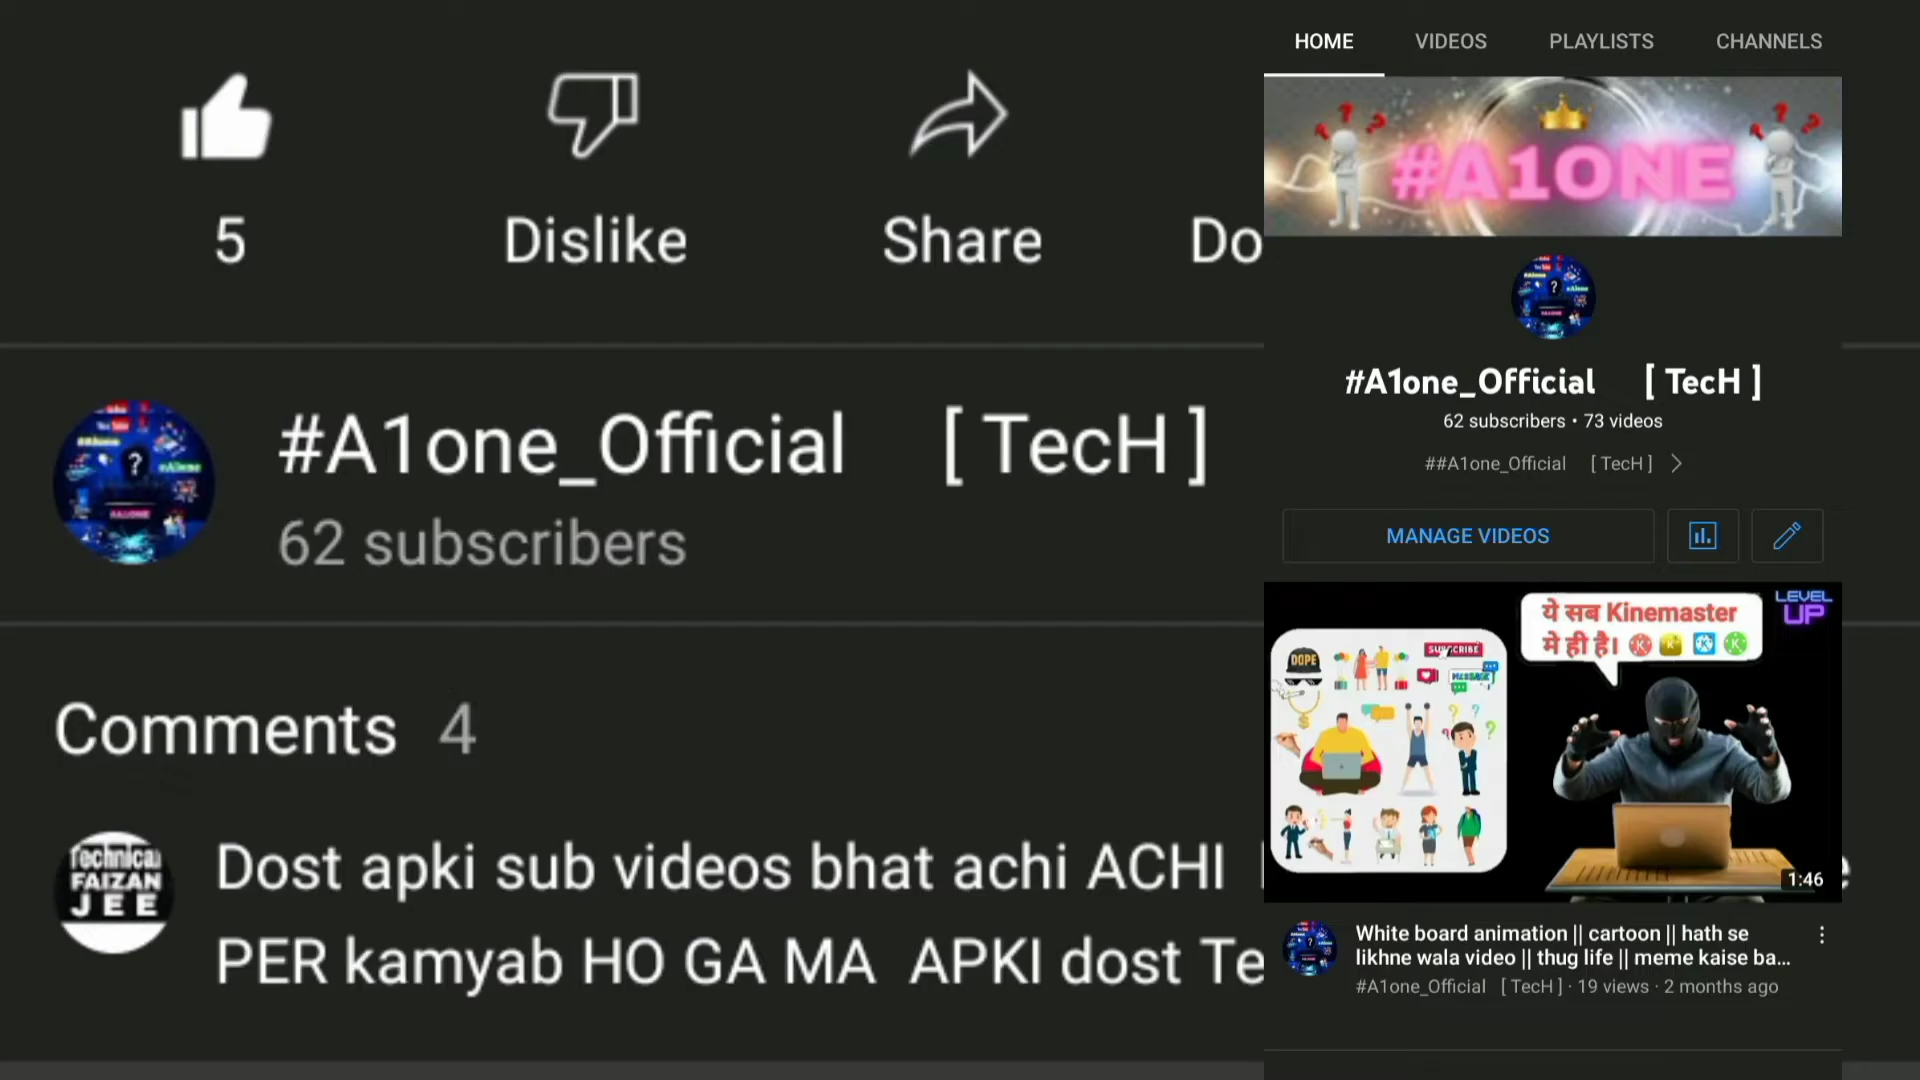 5
Dislike
Share
Do
#A1one_Official [ TecH ]
62 subscribers
Comments 4
Technical
FAIZAN
JEE
Dost apki sub videos bhat achi ACHI
PER kamyab HO GA MA APKI dost Te
HOME
VIDEOS
PLAYLISTS
CHANNELS
#A1ONE
#A1one_Official [ TecH ]
62 subscribers • 73 videos
##A1one_Official [ TecH ]
MANAGE VIDEOS
ये सब Kinemaster
मे ही है।
LEVEL
UP
DOPE
SUBSCRIBE
MESSAGE
1:46
White board animation || cartoon || hath se
likhne wala video || thug life || meme kaise ba...
#A1one_Official [ TecH ] · 19 views · 2 months ago